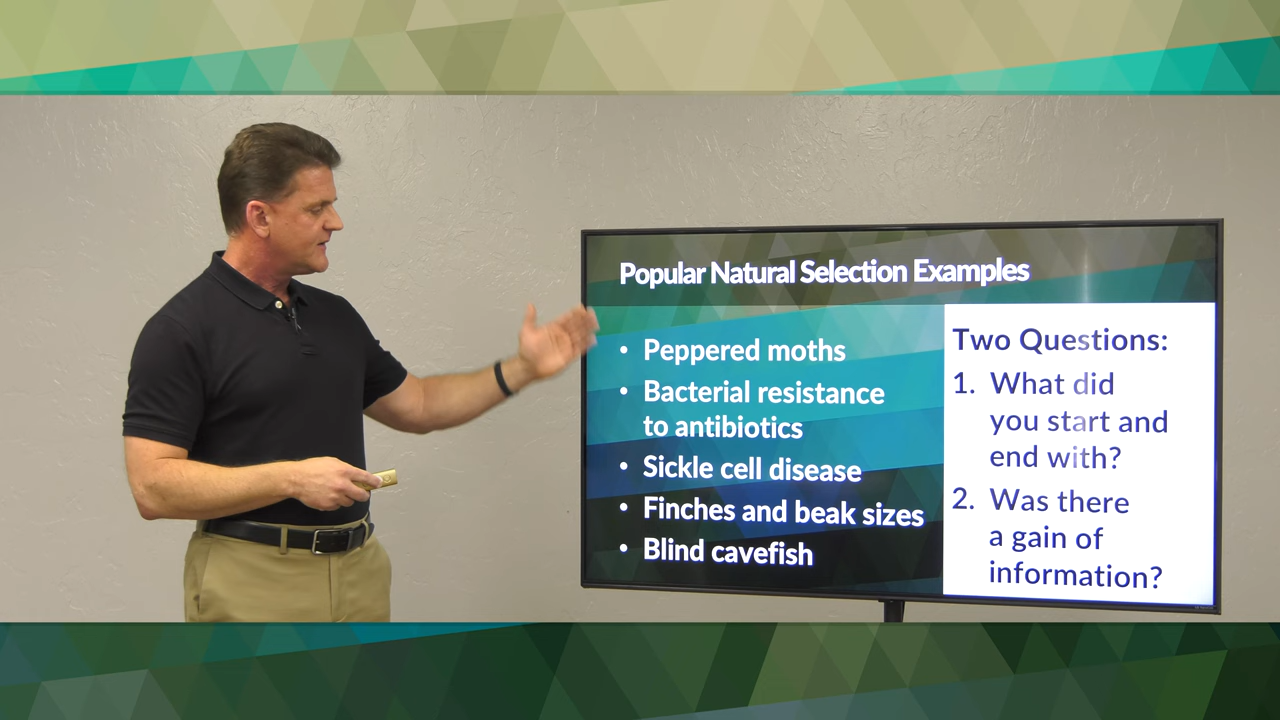 Popular Natural Selection Examples
• Peppered moths
• Bacterial resistance
to antibiotics
• Sickle cell disease
• Finches and beak sizes
• Blind cavefish
Two Questions:
1. What did
you start and
end with?
2. Was there
a gain of
information?